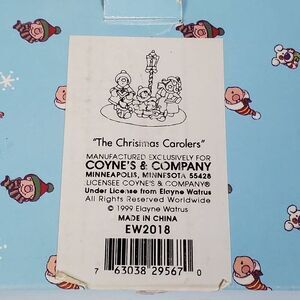 "The Chrisimas Carolers"
MANUFACTURED EXCLUSIVELY FOR
COYNE'S & COMPANY
MINNEAPOLIS, MINNESOTA 55428
LICENSEE COYNE'S & COMPANY®
Under License from Elayne Watrus
All Rights Reserved Worldwide
© 1999 Elayne Watrus
MADE IN CHINA
EW2018
7 63038 29567 0